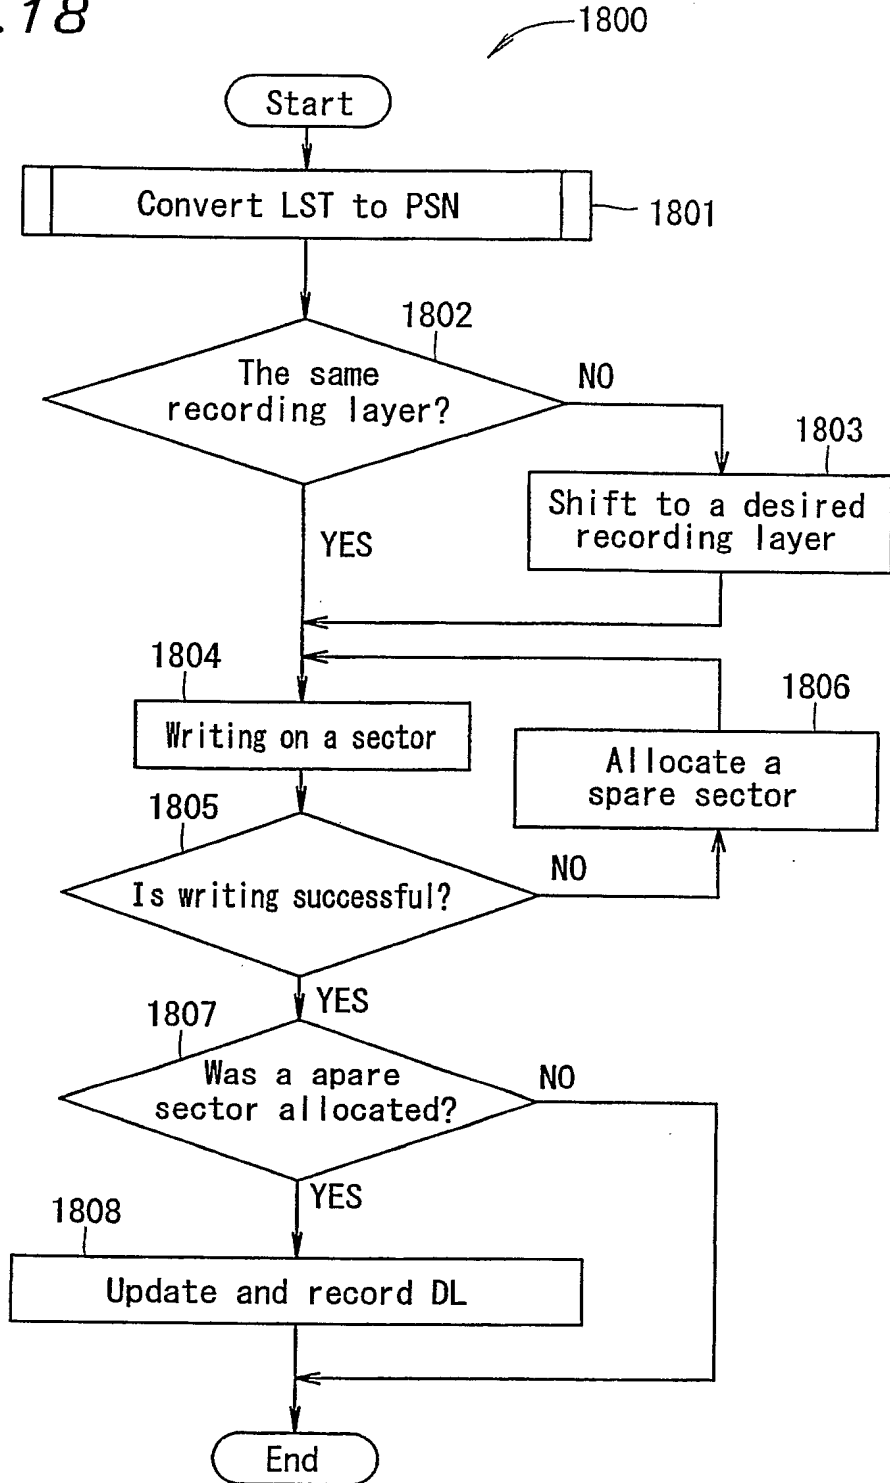 .18
1800
Start
Convert LST to PSN
1801
1802
The same
recording layer?
NO
1803
Shift to a desired
recording layer
YES
1804
Writing on a sector
1806
Allocate a
spare sector
1805
Is writing successful?
NO
YES
1807
Was a apare
sector allocated?
NO
YES
1808
Update and record DL
End